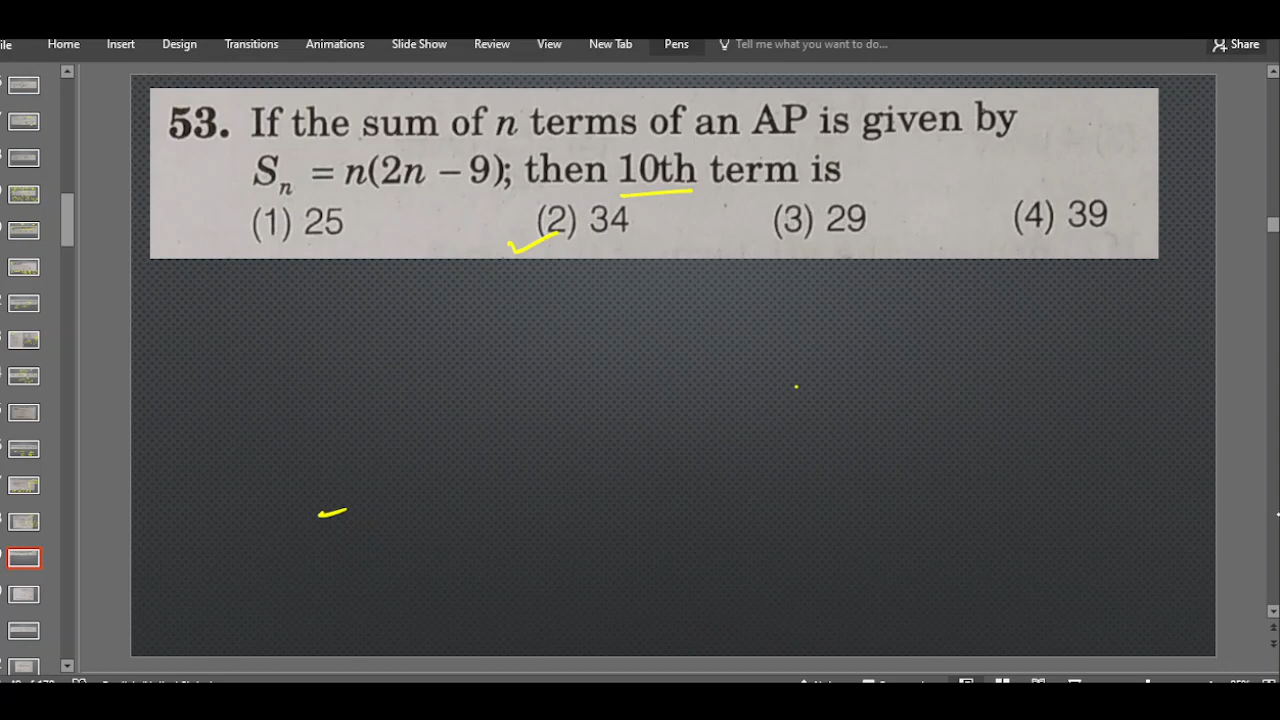 File Home Insert Design Transitions Animations Slide Show Review View New Tab Pens Tell me what you want to do... Share
53. If the sum of n terms of an AP is given by
Sₙ = n(2n – 9); then 10th term is
(1) 25 (2) 34 (3) 29 (4) 39